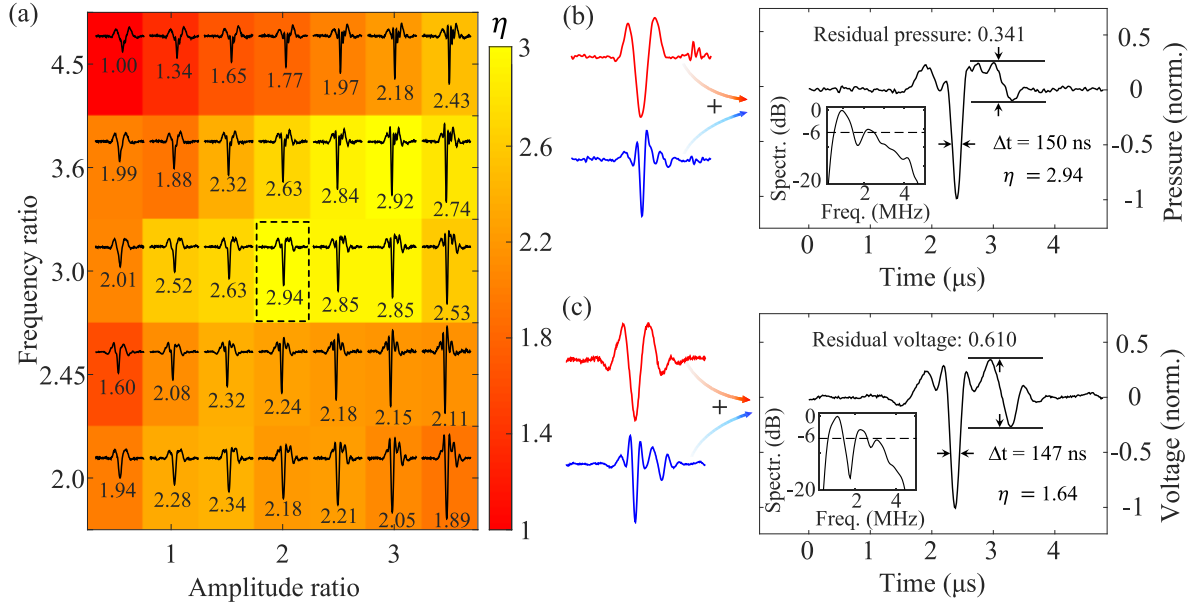 (a)
η
4.5
1.00 1.34 1.65 1.77 1.97 2.18 2.43
3.6
1.99 1.88 2.32 2.63 2.84 2.92 2.74
3.0
2.01 2.52 2.63 2.94 2.85 2.85 2.53
2.45
1.60 2.08 2.32 2.24 2.18 2.15 2.11
2.0
1.94 2.28 2.34 2.18 2.21 2.05 1.89
Frequency ratio
1 2 3
Amplitude ratio
3
2.6
2.2
1.8
1.4
1
(b)
+
Residual pressure: 0.341
Δt = 150 ns
η = 2.94
0
-6
-20
Spectr. (dB)
2 4
Freq. (MHz)
0.5
0
-0.5
-1
Pressure (norm.)
0 1 2 3 4
Time (μs)
(c)
+
Residual voltage: 0.610
Δt = 147 ns
η = 1.64
0
-6
-20
Spectr. (dB)
0 2 4
Freq. (MHz)
0.5
0
-0.5
-1
Voltage (norm.)
0 1 2 3 4
Time (μs)